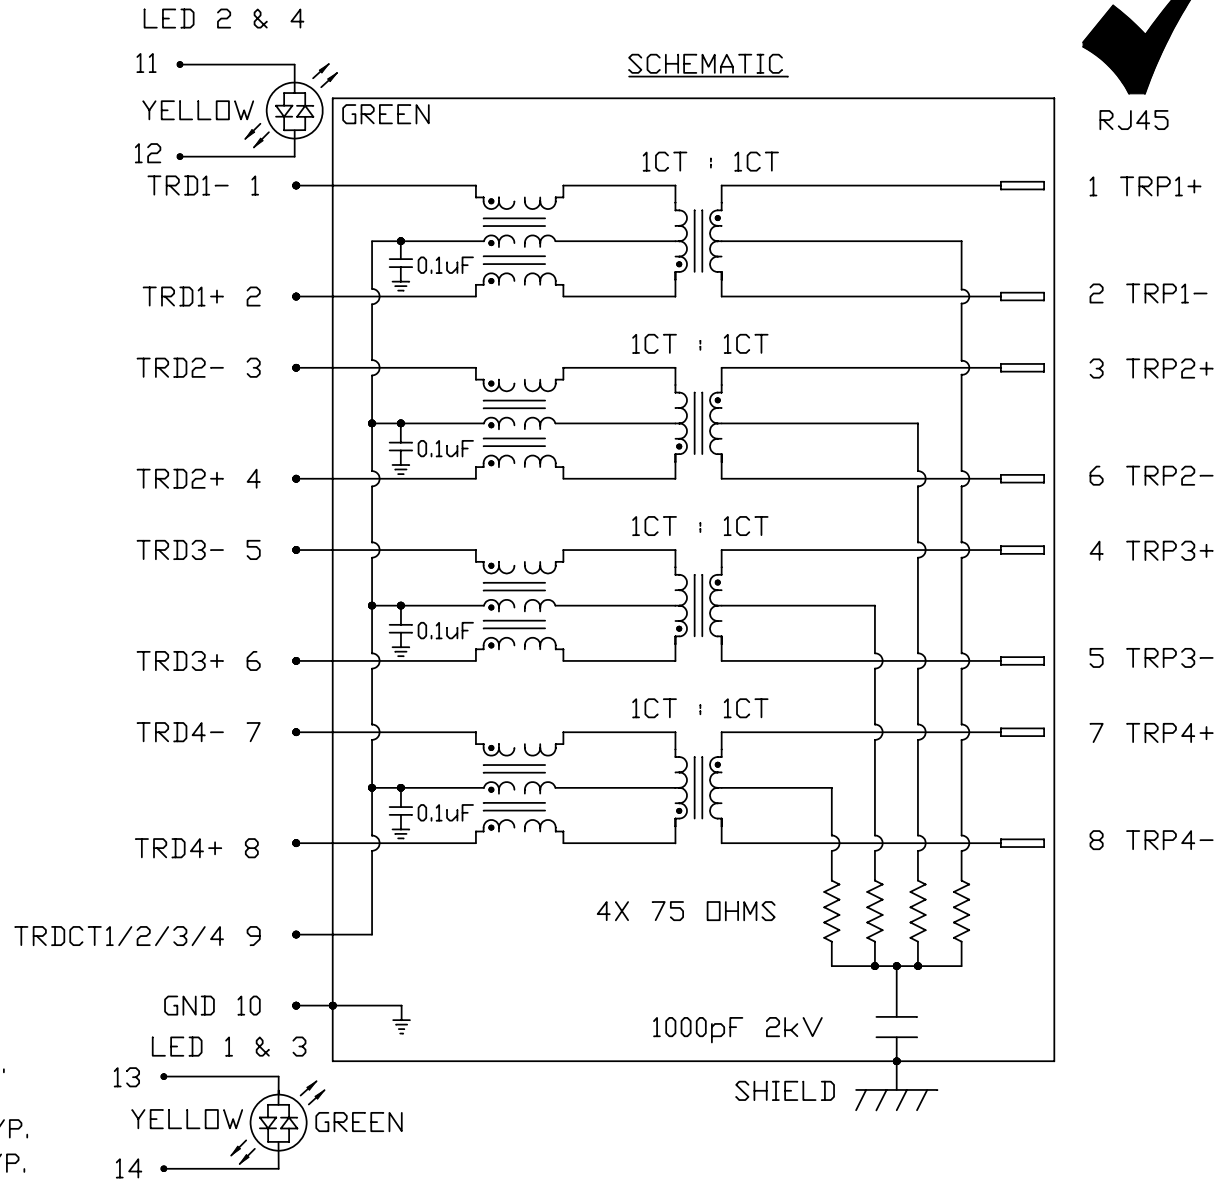 LED 2 & 4
11
SCHEMATIC
YELLOW
GREEN
RJ45
12
1CT : 1CT
TRD1- 1
1 TRP1+
0.1uF
TRD1+ 2
2 TRP1-
1CT : 1CT
TRD2- 3
3 TRP2+
0.1uF
TRD2+ 4
6 TRP2-
1CT : 1CT
TRD3- 5
4 TRP3+
0.1uF
TRD3+ 6
5 TRP3-
1CT : 1CT
TRD4- 7
7 TRP4+
0.1uF
TRD4+ 8
8 TRP4-
4X 75 OHMS
TRDCT1/2/3/4 9
GND 10
1000pF 2kV
LED 1 & 3
13
SHIELD
YELLOW
GREEN
14